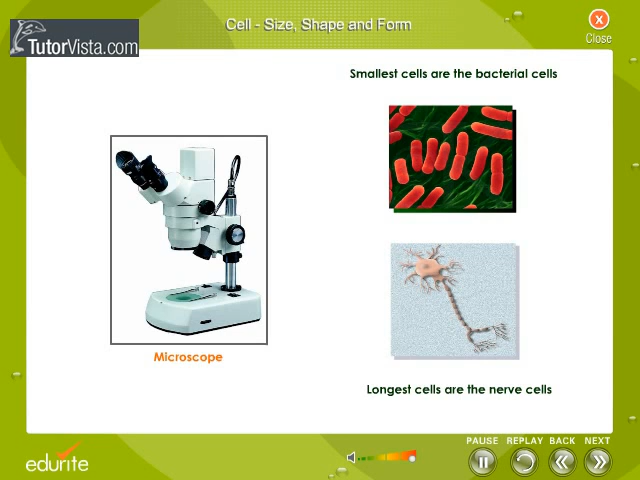 Cell - Size, Shape and Form
X
Close
TutorVista.com
Smallest cells are the bacterial cells
Microscope
Longest cells are the nerve cells
PAUSE REPLAY BACK NEXT
edurite